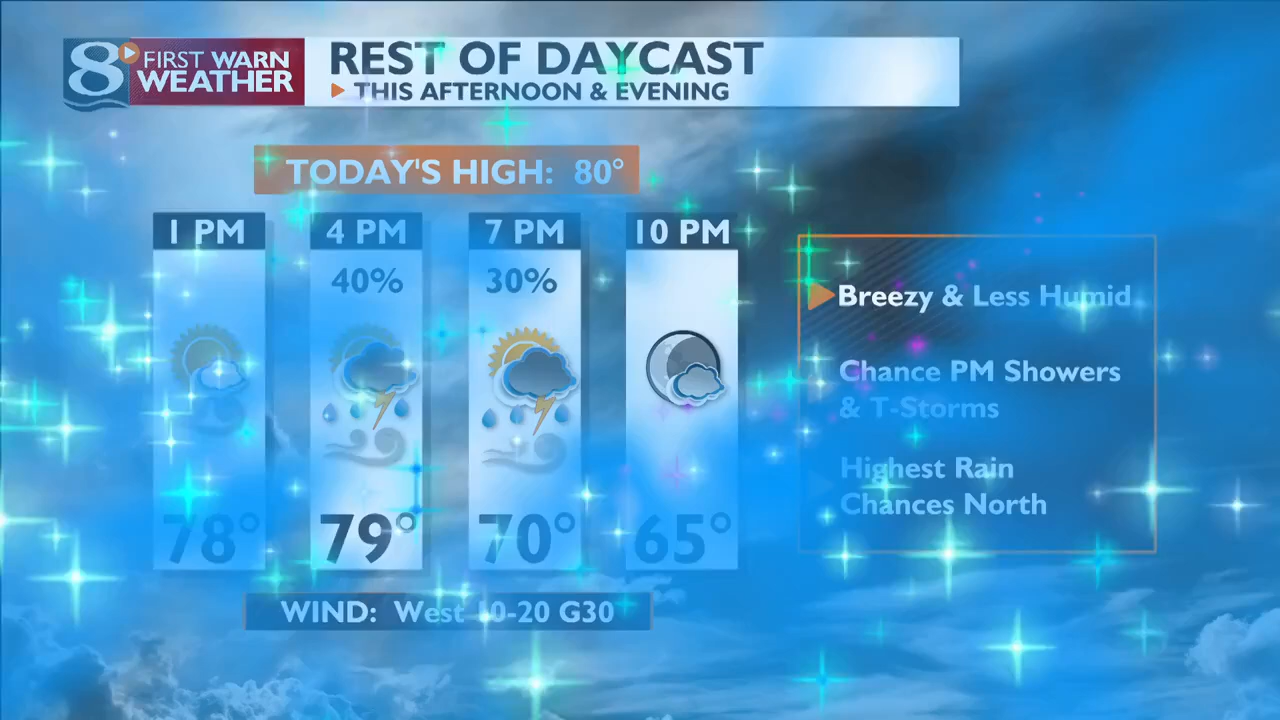 8 FIRST WARN
WEATHER
REST OF DAYCAST
THIS AFTERNOON & EVENING
TODAY'S HIGH: 80°
1 PM 4 PM 7 PM 10 PM
40% 30%
78° 79° 70° 65°
WIND: West 10-20 G30
Breezy & Less Humid
Chance PM Showers
& T-Storms
Highest Rain
Chances North